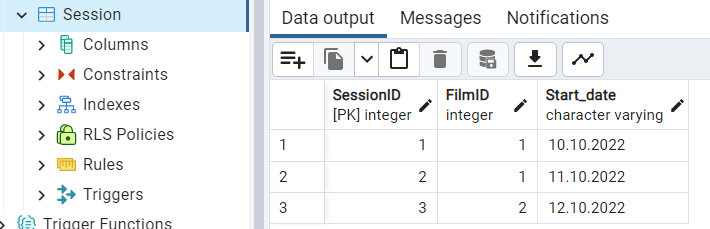 Session
Columns
Constraints
Indexes
RLS Policies
Rules
Triggers
Trigger Functions
Data output Messages Notifications
SessionID FilmID Start_date
[PK] integer integer character varying
1 1 1 10.10.2022
2 2 1 11.10.2022
3 3 2 12.10.2022